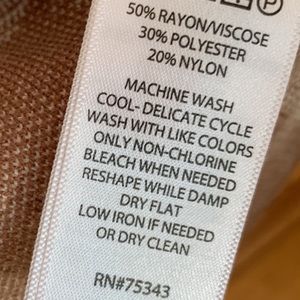 P
50% RAYON/VISCOSE
30% POLYESTER
20% NYLON
MACHINE WASH
COOL- DELICATE CYCLE
WASH WITH LIKE COLORS
ONLY NON-CHLORINE
BLEACH WHEN NEEDED
RESHAPE WHILE DAMP
DRY FLAT
LOW IRON IF NEEDED
OR DRY CLEAN
RN#75343